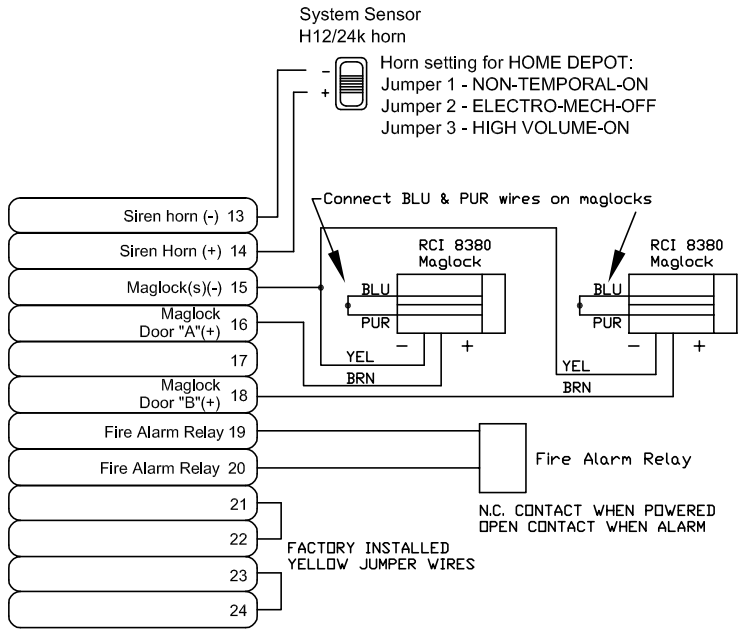 System Sensor
H12/24k horn
Horn setting for HOME DEPOT:
Jumper 1 - NON-TEMPORAL-ON
Jumper 2 - ELECTRO-MECH-OFF
Jumper 3 - HIGH VOLUME-ON
−
+
Siren horn (-) 13
Siren Horn (+) 14
Maglock(s)(-) 15
Maglock
Door "A"(+) 16
17
Maglock
Door "B"(+) 18
Fire Alarm Relay 19
Fire Alarm Relay 20
21
22
23
24
Connect BLU & PUR wires on maglocks
RCI 8380
Maglock
BLU
PUR
− +
YEL
BRN
RCI 8380
Maglock
BLU
PUR
− +
YEL
BRN
Fire Alarm Relay
N.C. CONTACT WHEN POWERED
OPEN CONTACT WHEN ALARM
FACTORY INSTALLED
YELLOW JUMPER WIRES